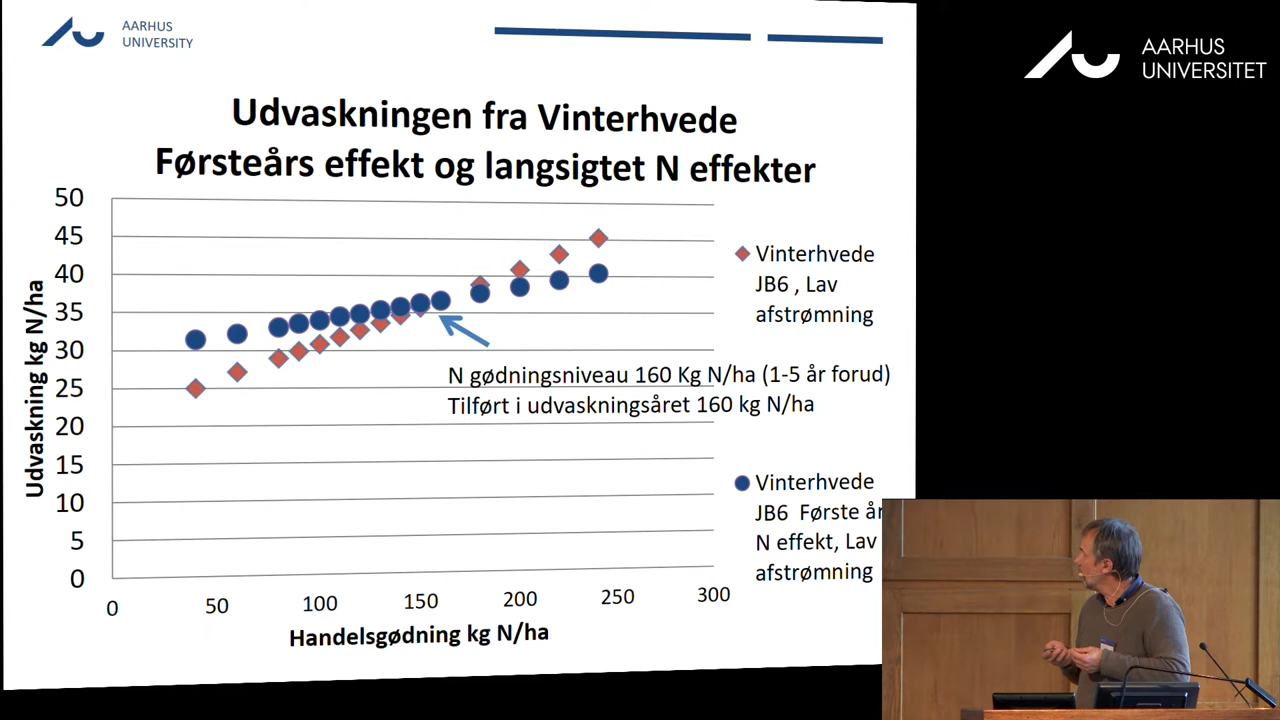 AARHUS
UNIVERSITY
AARHUS
UNIVERSITET
Udvaskningen fra Vinterhvede
Førsteårs effekt og langsigtet N effekter
Udvaskning kg N/ha
50
45
40
35
30
25
20
15
10
5
0
0 50 100 150 200 250 300
Handelsgødning kg N/ha
N gødningsniveau 160 Kg N/ha (1-5 år forud)
Tilført i udvaskningsåret 160 kg N/ha
Vinterhvede
JB6 , Lav
afstrømning
Vinterhvede
JB6 Første år
N effekt, Lav
afstrømning